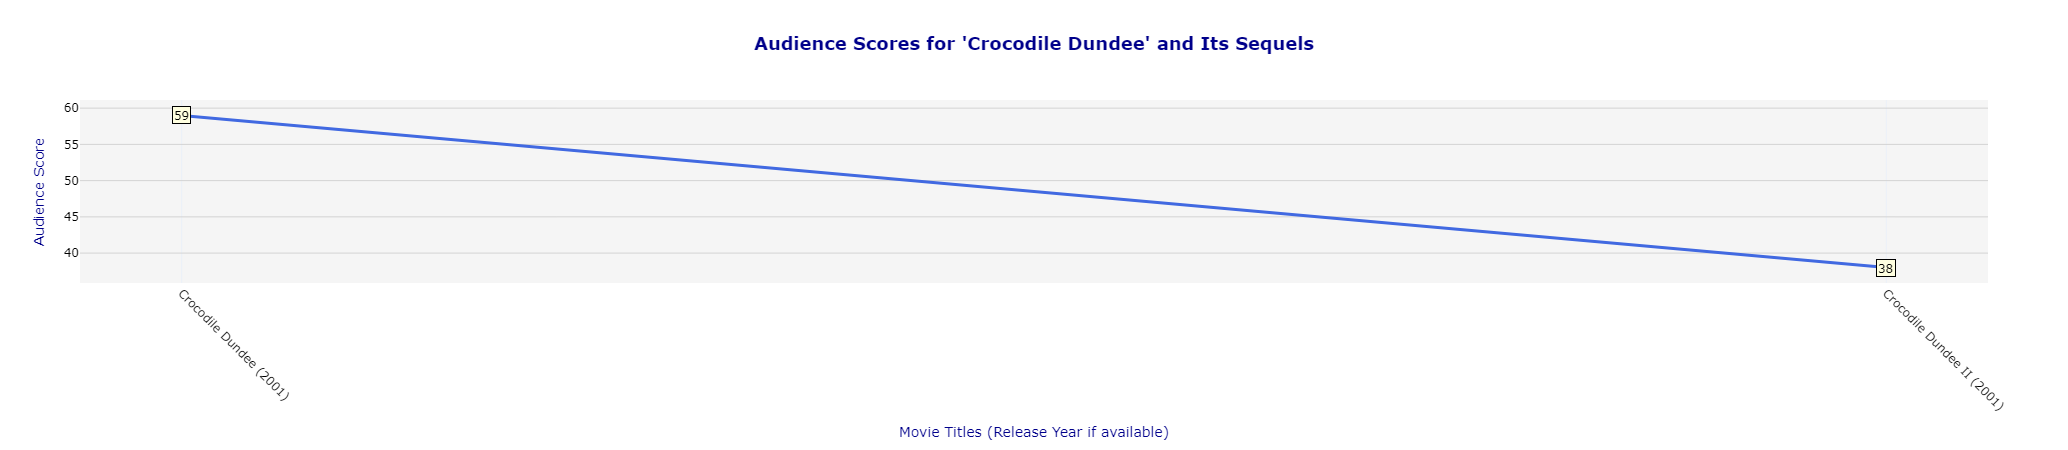 Audience Scores for 'Crocodile Dundee' and Its Sequels
Audience Score
60
55
50
45
40
59
38
Crocodile Dundee (2001)
Crocodile Dundee II (2001)
Movie Titles (Release Year if available)